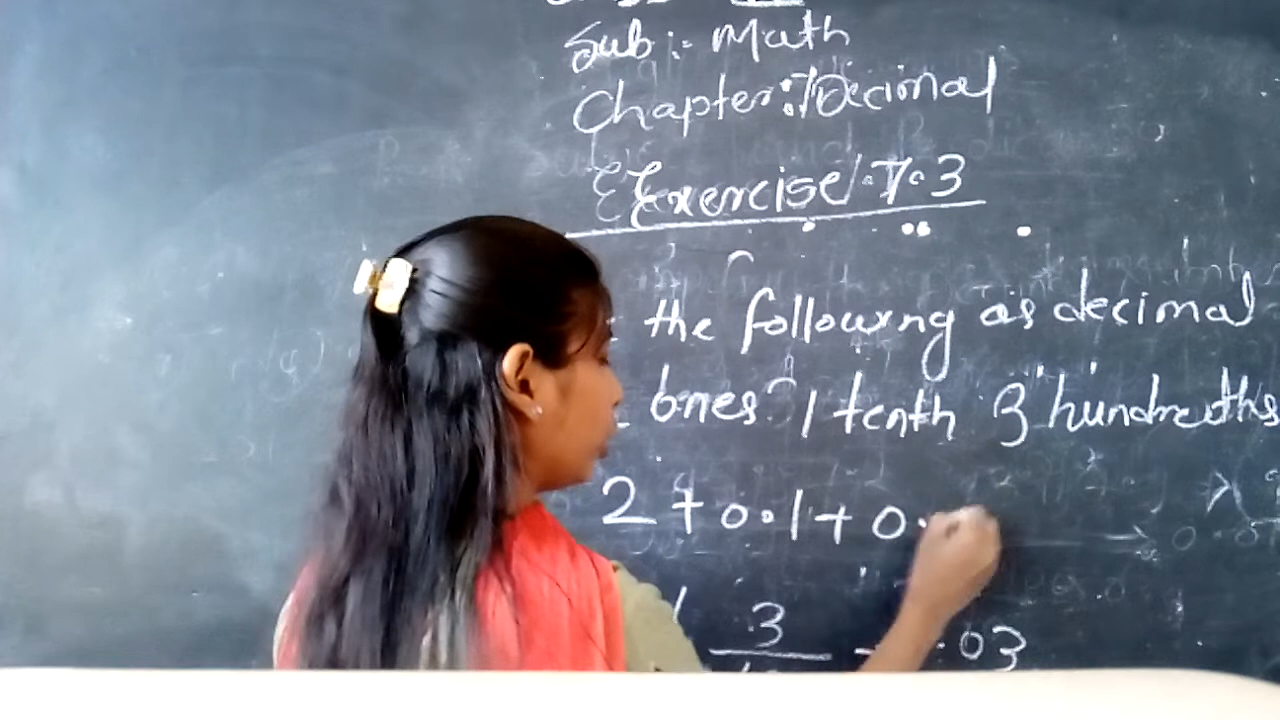 Sub :- Math
Chapter:7 Decimal
Exercise 7.3
the following as decimal
ones 1 tenth 3 hundredths
2 + 0.1 + 0.
3
.03